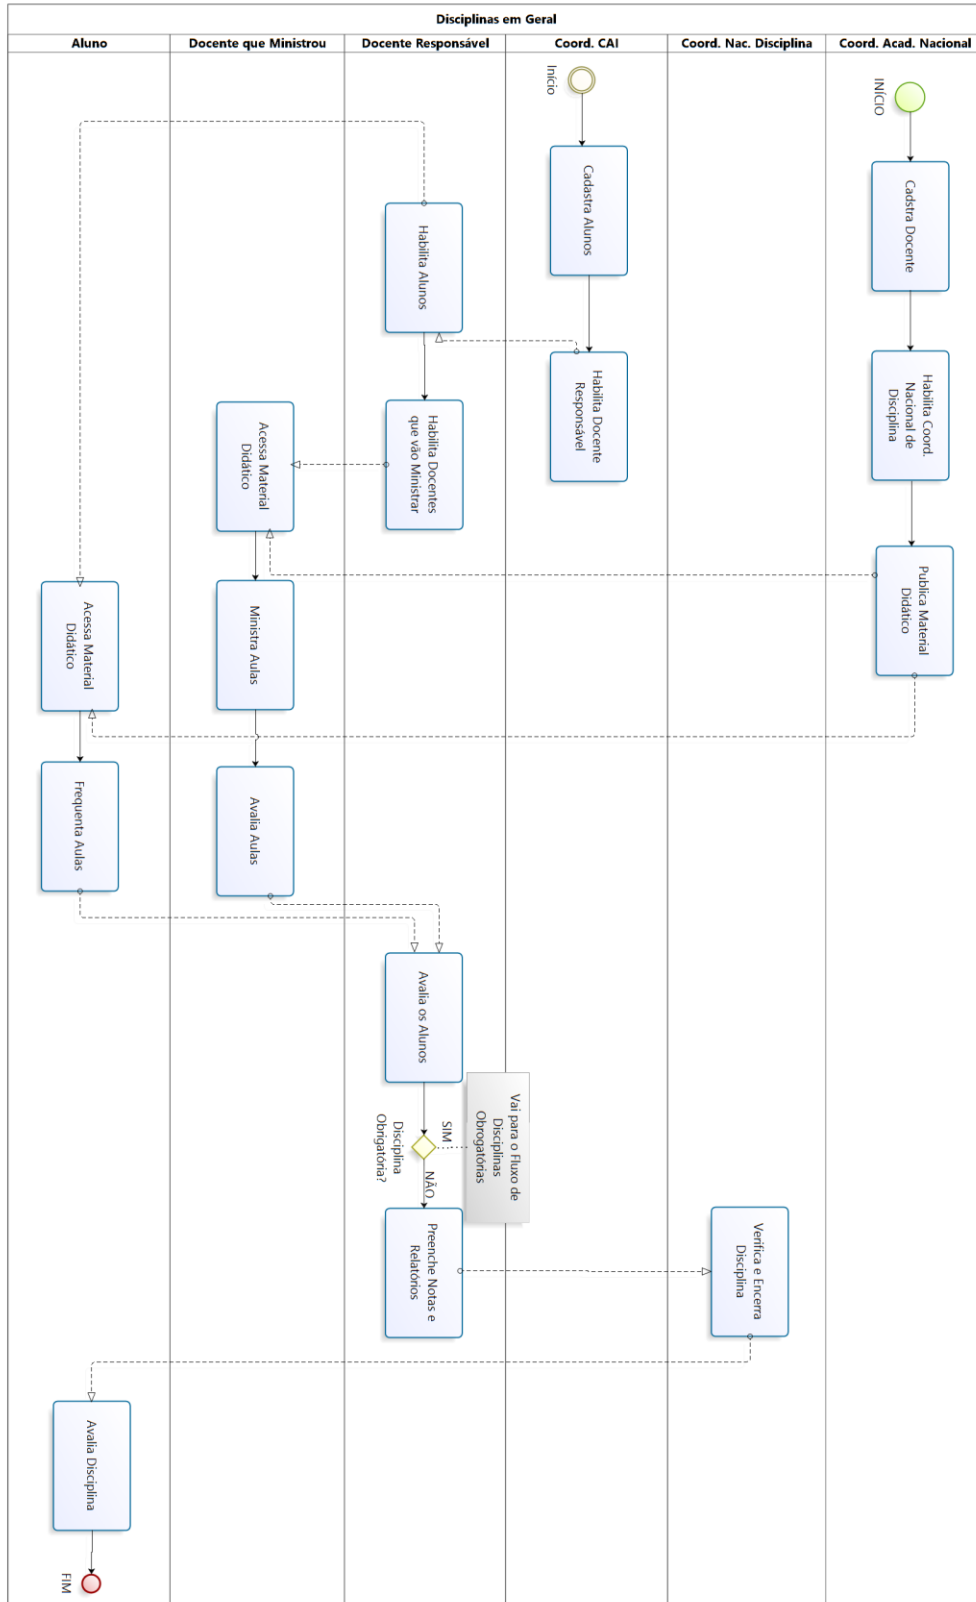 Disciplinas em Geral
Aluno
Docente que Ministrou
Docente Responsável
Coord. CAI
Coord. Nac. Disciplina
Coord. Acad. Nacional
Início
INÍCIO
Cadastra Alunos
Cadstra Docente
Habilita Alunos
Habilita Docente
Responsável
Habilita Coord.
Nacional de
Disciplina
Acessa Material
Didático
Habilita Docentes
que vão Ministrar
Publica Material
Didático
Acessa Material
Didático
Ministra Aulas
Frequenta Aulas
Avalia Aulas
Avalia os Alunos
Vai para o Fluxo de
Disciplinas
Obrogatórias
SIM
Disciplina
Obrigatória?
NÃO
Preenche Notas e
Relatórios
Verifica e Encerra
Disciplina
Avalia Disciplina
FIM